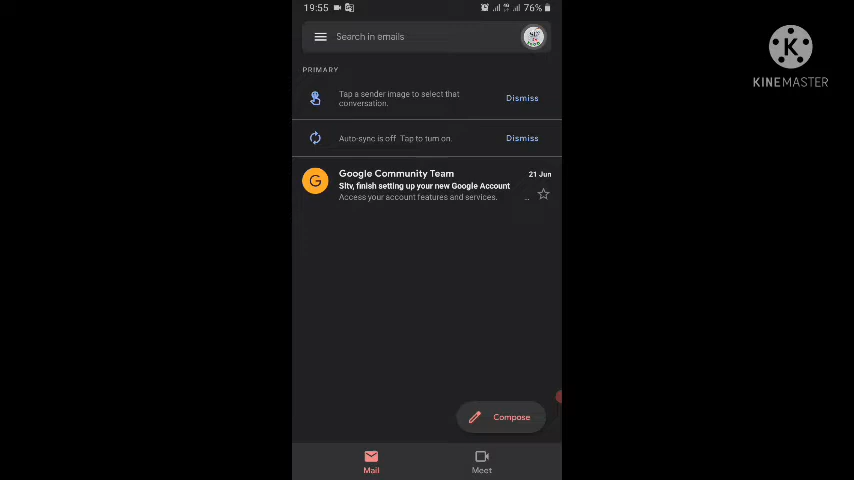 19:55 76%
Search in emails
PRIMARY
Tap a sender image to select that
conversation.
Dismiss
Auto-sync is off. Tap to turn on.
Dismiss
Google Community Team
21 Jun
Sltv, finish setting up your new Google Account
Access your account features and services.
Compose
Mail
Meet
K
KINEMASTER